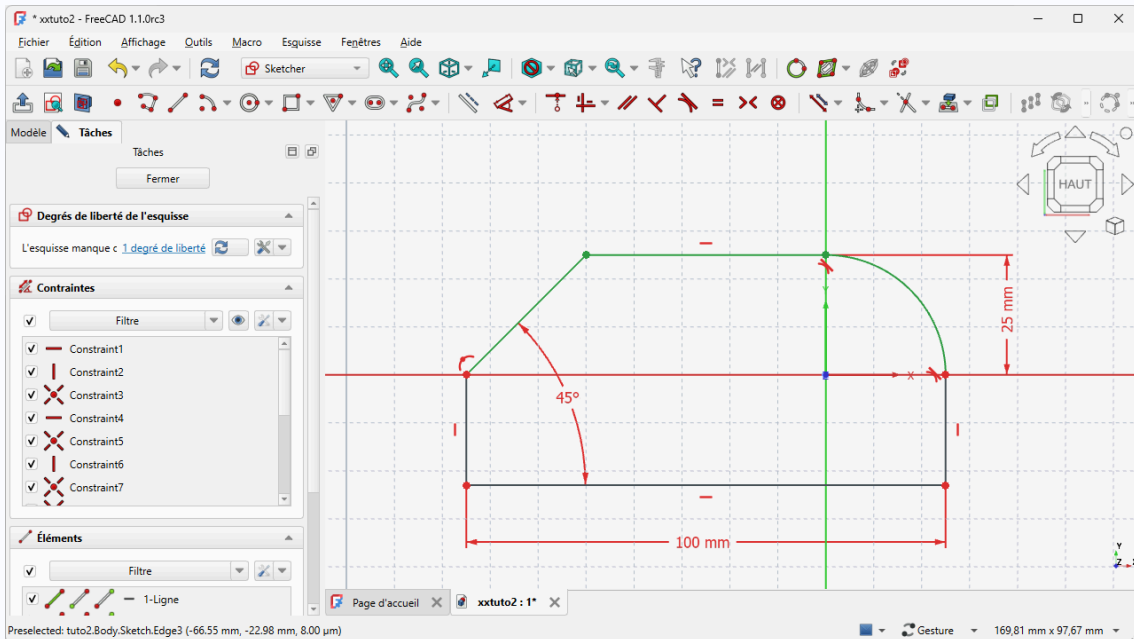 * xxtuto2 - FreeCAD 1.1.0rc3
Fichier Édition Affichage Outils Macro Esquisse Fenêtres Aide
Sketcher
Modèle Tâches
Tâches
Fermer
Degrés de liberté de l'esquisse
L'esquisse manque c 1 degré de liberté
Contraintes
Filtre
Constraint1
Constraint2
Constraint3
Constraint4
Constraint5
Constraint6
Constraint7
Éléments
Filtre
1-Ligne
HAUT
25 mm
Y
X
45°
100 mm
Y
Z
Page d'accueil
xxtuto2 : 1*
Preselected: tuto2.Body.Sketch.Edge3 (-66.55 mm, -22.98 mm, 8.00 µm)
Gesture
169,81 mm x 97,67 mm